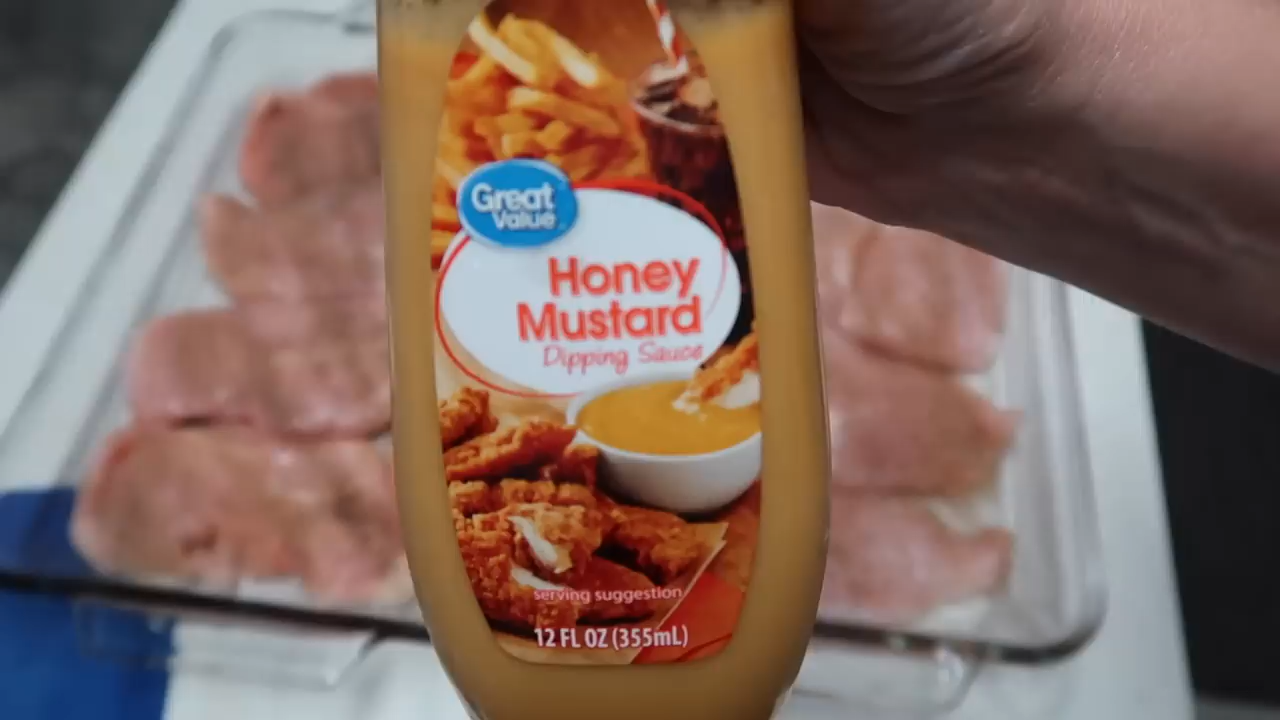 Great
Value
Honey
Mustard
Dipping Sauce
serving suggestion
12 FL OZ (355mL)